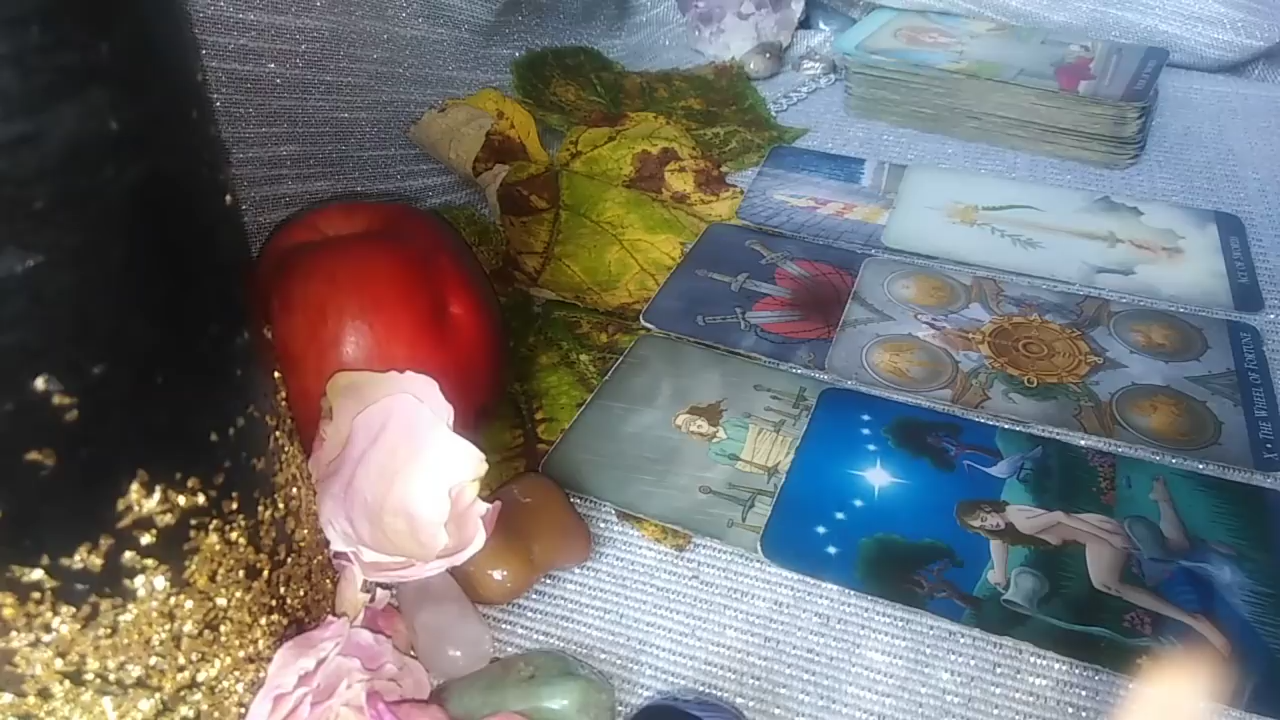 ACE OF SWORDS
X • THE WHEEL OF FORTUNE